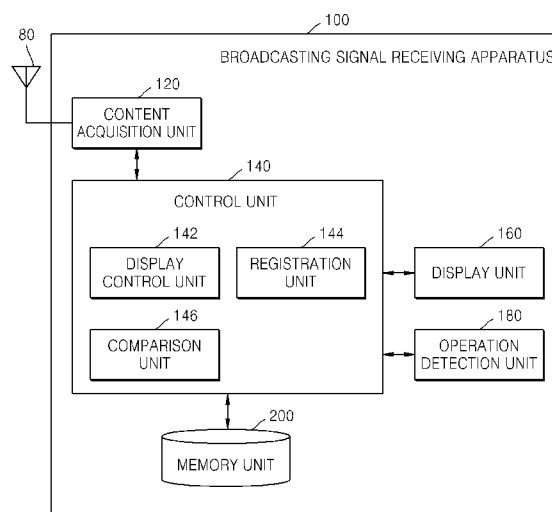 80
100
BROADCASTING SIGNAL RECEIVING APPARATUS
120
CONTENT
ACQUISITION UNIT
140
CONTROL UNIT
142
DISPLAY
CONTROL UNIT
144
REGISTRATION
UNIT
160
DISPLAY UNIT
146
COMPARISON
UNIT
180
OPERATION
DETECTION UNIT
200
MEMORY UNIT